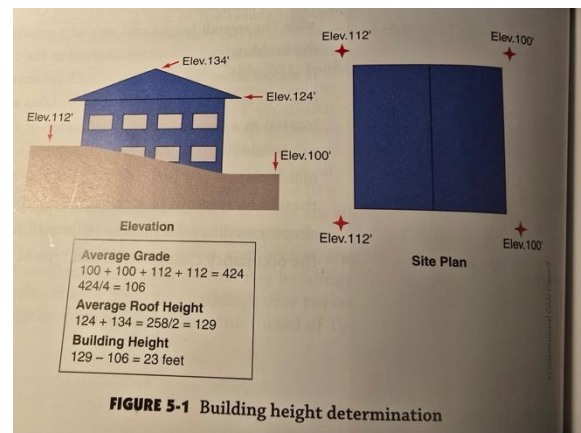 Elev.112'
Elev.100'
Elev.134'
Elev.124'
Elev.112'
Elev.100'
Elevation
Elev.112'
Elev.100'
Site Plan
Average Grade
100 + 100 + 112 + 112 = 424
424/4 = 106
Average Roof Height
124 + 134 = 258/2 = 129
Building Height
129 – 106 = 23 feet
FIGURE 5-1 Building height determination